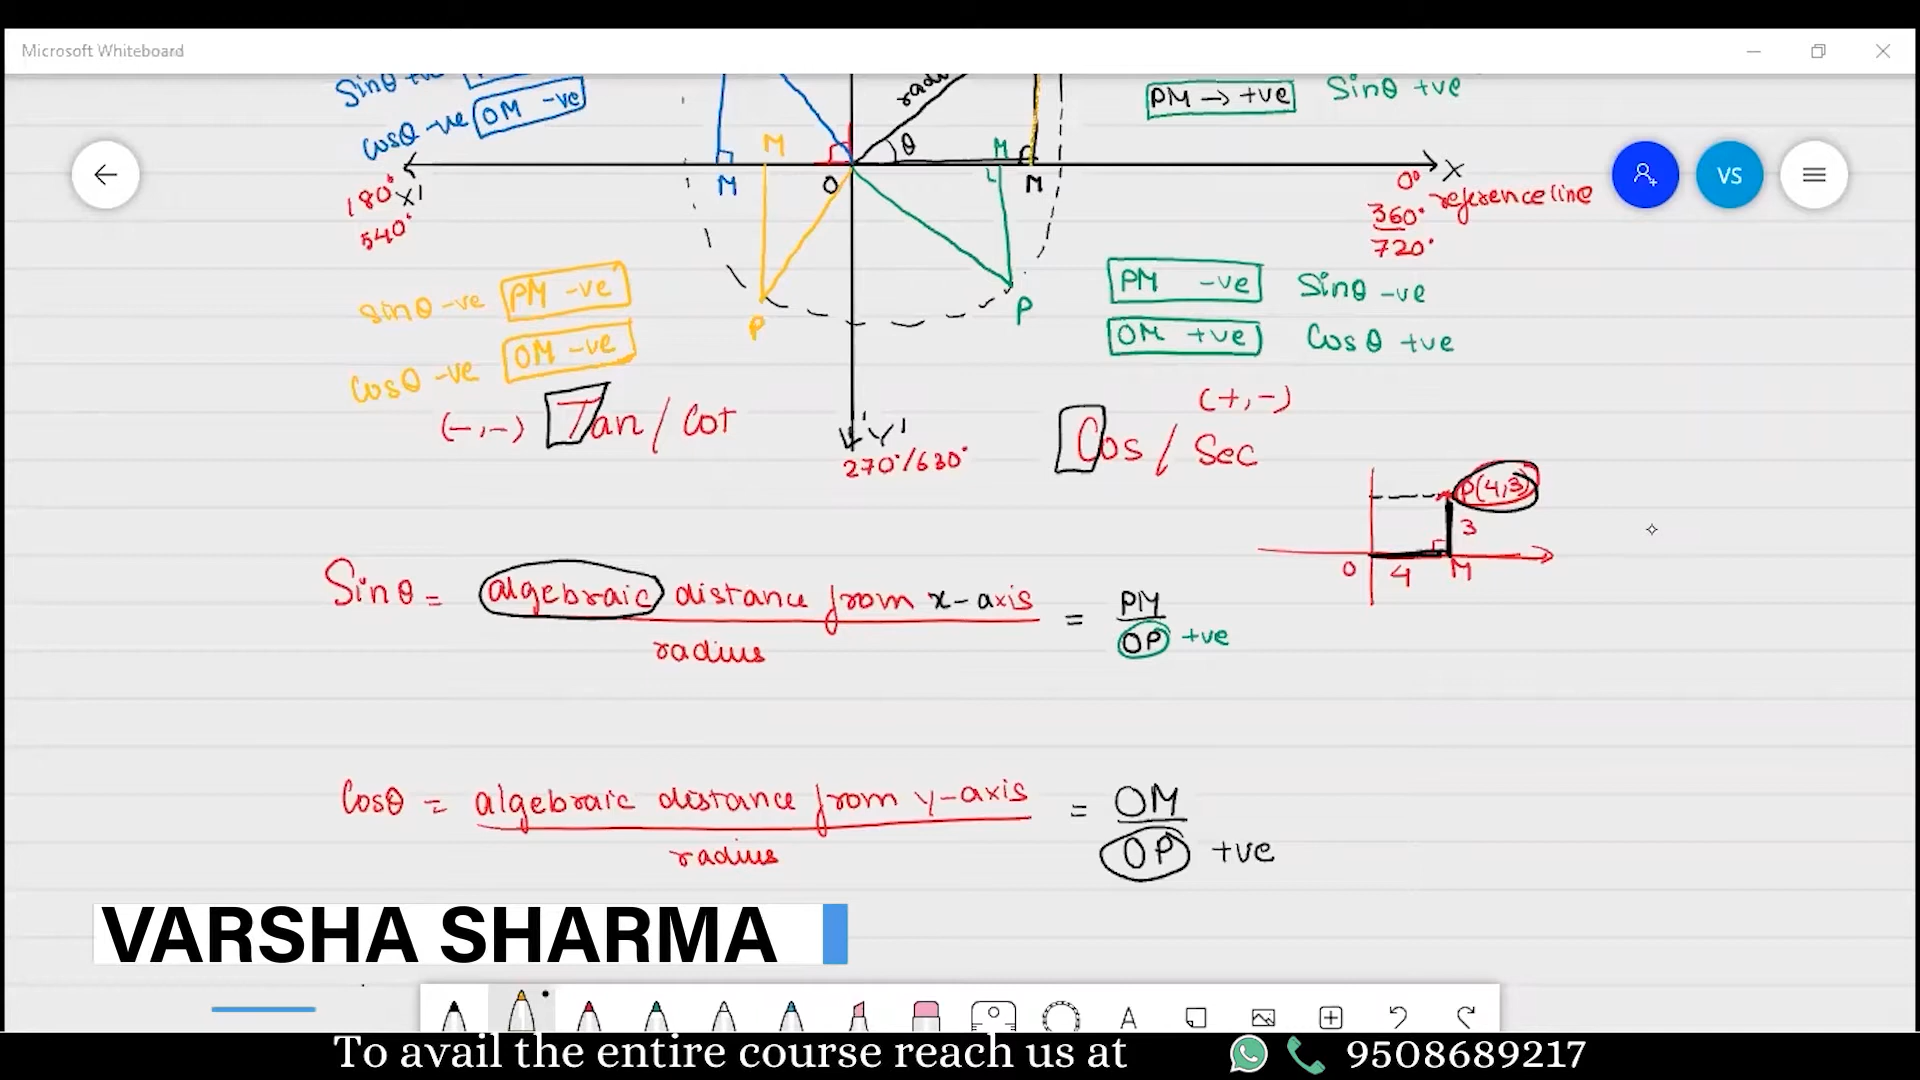 Microsoft Whiteboard
Sinθ +ve
cosθ -ve OM -ve
radi
PM → +ve Sinθ +ve
M
θ
M
M
O
M
X
180° X'
540°
0°
reference line
360°
720°
VS
sinθ -ve PM -ve
cosθ -ve OM -ve
P
P
PM -ve Sinθ -ve
OM +ve Cosθ +ve
(-,-) Tan / Cot
Y'
270°/630°
(+,-)
Cos / Sec
P(4,3)
3
O 4 M
Sinθ = algebraic distance from x-axis = PM
radius OP +ve
Cosθ = algebraic distance from y-axis = OM
radius OP +ve
VARSHA SHARMA
To avail the entire course reach us at 9508689217